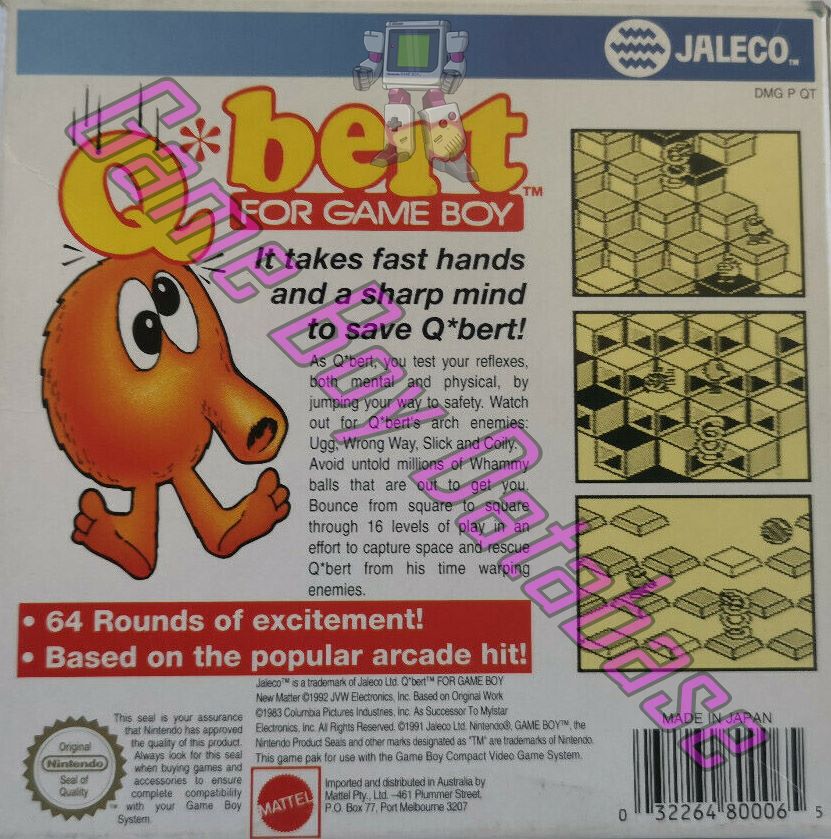 JALECO™
DMG P QT
Q*bert™
FOR GAME BOY
It takes fast hands
and a sharp mind
to save Q*bert!
As Q*bert, you test your reflexes,
both mental and physical, by
jumping your way to safety. Watch
out for Q*bert's arch enemies:
Ugg, Wrong Way, Slick and Coily.
Avoid untold millions of Whammy
balls that are out to get you.
Bounce from square to square
through 16 levels of play in an
effort to capture space and rescue
Q*bert from his time warping
enemies.
• 64 Rounds of excitement!
• Based on the popular arcade hit!
Jaleco™ is a trademark of Jaleco Ltd. Q*bert™ FOR GAME BOY
New Matter ©1992 JVW Electronics, Inc. Based on Original Work
©1983 Columbia Pictures Industries, Inc. As Successor To Mylstar
Electronics, Inc. All Rights Reserved. ©1991 Jaleco Ltd. Nintendo®, GAME BOY™, the
Nintendo Product Seals and other marks designated as "TM" are trademarks of Nintendo.
This game pak for use with the Game Boy Compact Video Game System.
Original
Nintendo
Seal of
Quality
™
This seal is your assurance
that Nintendo has approved
the quality of this product.
Always look for this seal
when buying games and
accessories to ensure
complete compatibility
with your Game Boy
System.
MATTEL
Imported and distributed in Australia by
Mattel Pty., Ltd. –461 Plummer Street,
P.O. Box 77, Port Melbourne 3207
MADE IN JAPAN
0 32264 80006 5
Game Boy Database